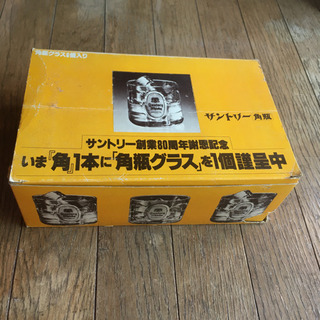 角瓶グラス6個入り
サントリー角瓶
サントリー創業80周年謝恩記念
いま『角』1本に「角瓶グラス」を1個謹呈中